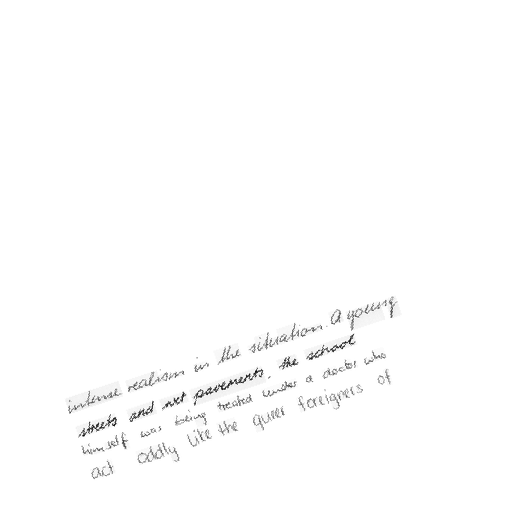 intense realism in the situation. A young
streets and wet pavements. the school
himself was being treated under a doctor who
act oddly like the queer foreigners of